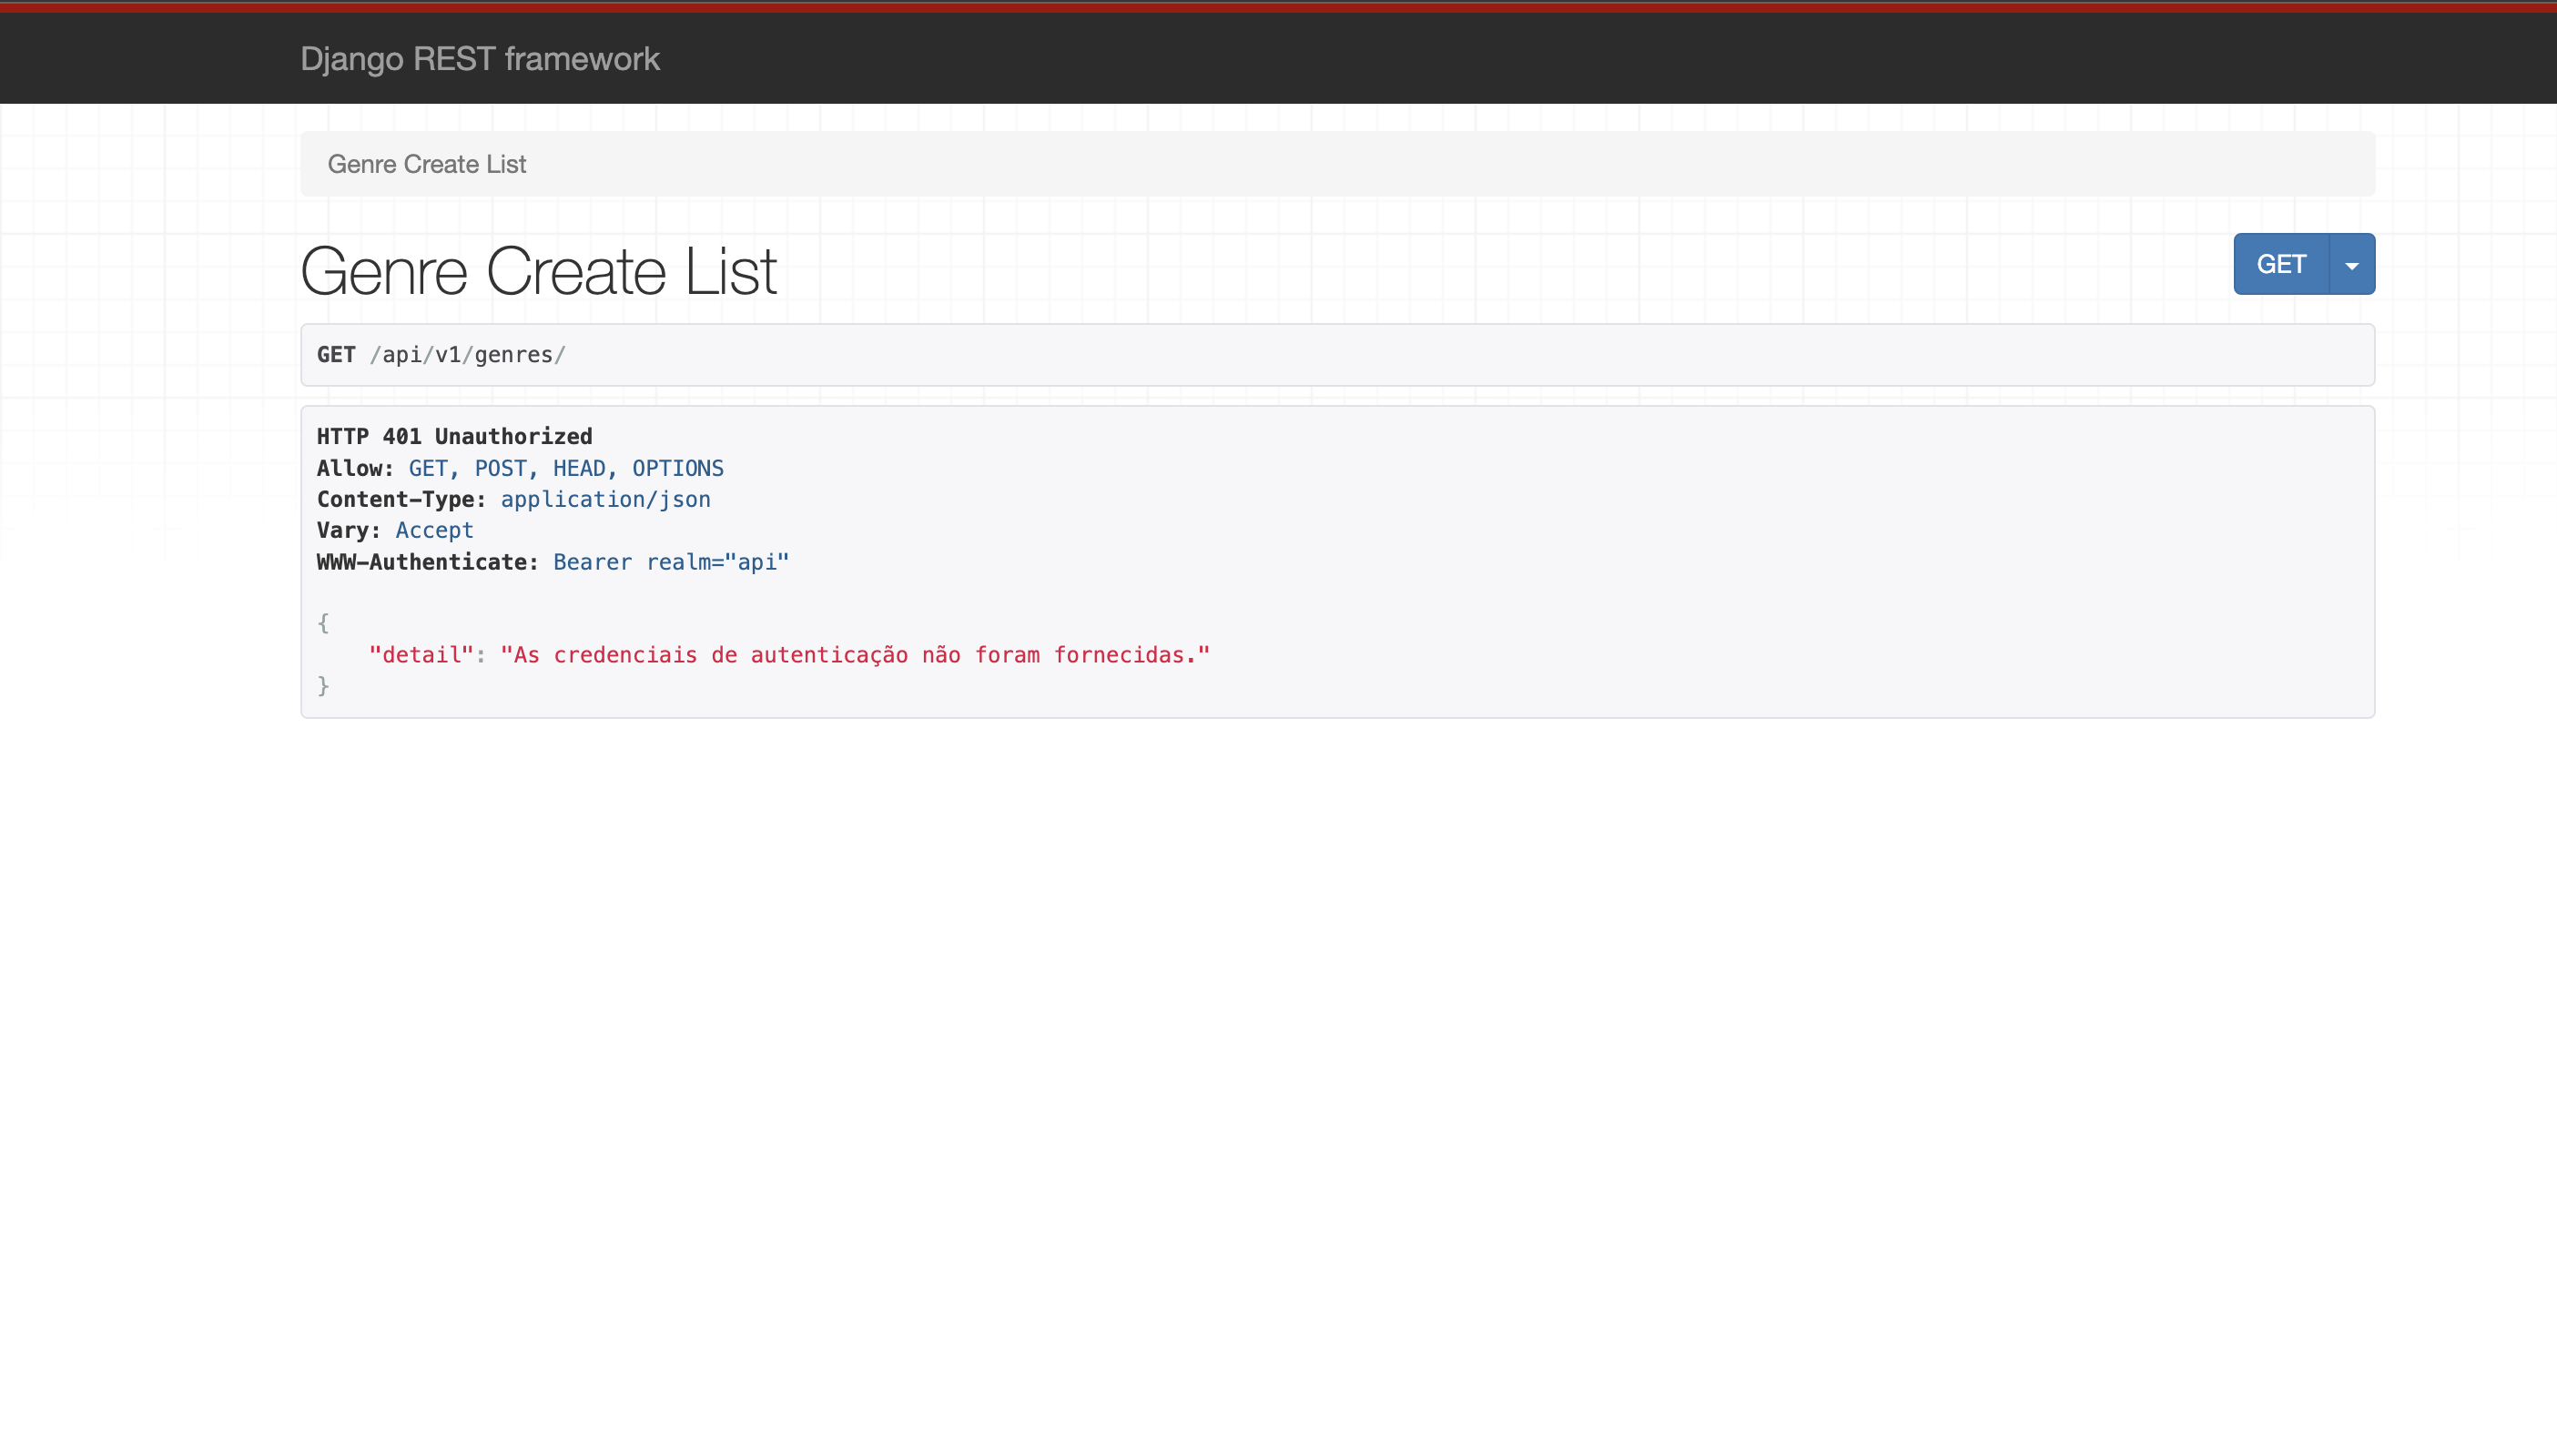 Django REST framework
Genre Create List
Genre Create List
GET
GET /api/v1/genres/
HTTP 401 Unauthorized
Allow: GET, POST, HEAD, OPTIONS
Content-Type: application/json
Vary: Accept
WWW-Authenticate: Bearer realm="api"
{
    "detail": "As credenciais de autenticação não foram fornecidas."
}